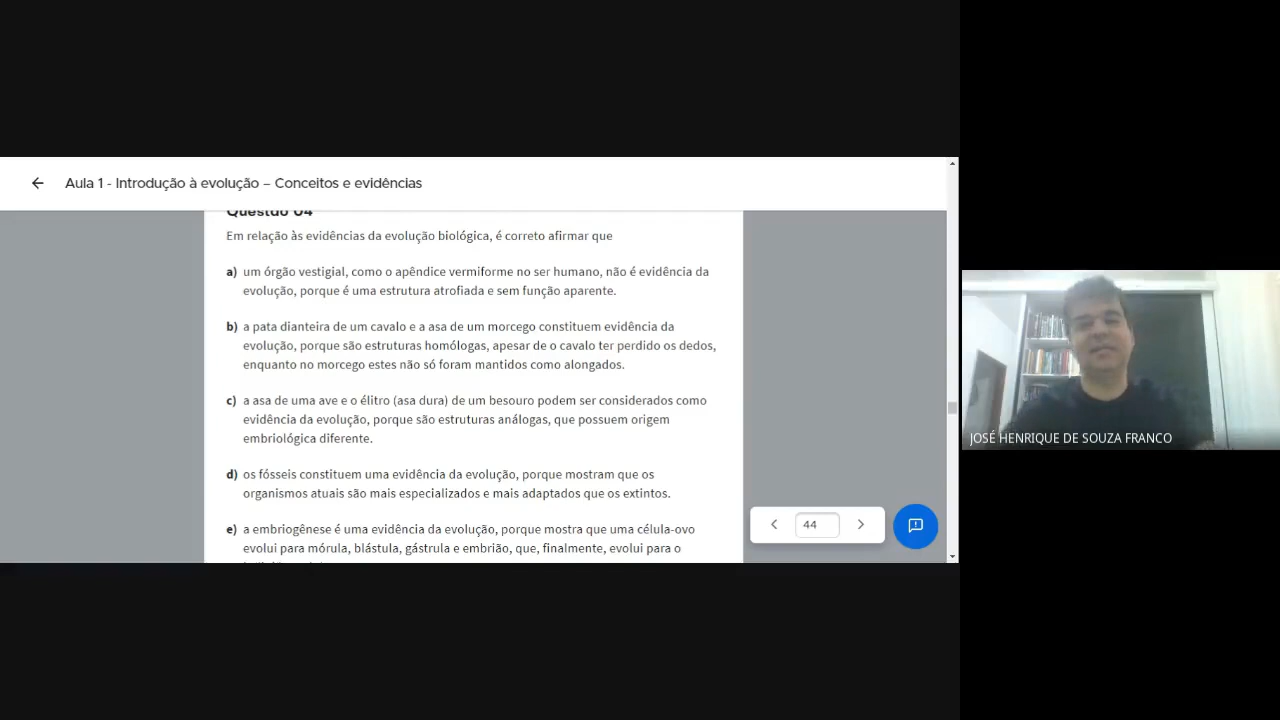 Aula 1 - Introdução à evolução – Conceitos e evidências
Questão 04
Em relação às evidências da evolução biológica, é correto afirmar que
a) um órgão vestigial, como o apêndice vermiforme no ser humano, não é evidência da
evolução, porque é uma estrutura atrofiada e sem função aparente.
b) a pata dianteira de um cavalo e a asa de um morcego constituem evidência da
evolução, porque são estruturas homólogas, apesar de o cavalo ter perdido os dedos,
enquanto no morcego estes não só foram mantidos como alongados.
c) a asa de uma ave e o élitro (asa dura) de um besouro podem ser considerados como
evidência da evolução, porque são estruturas análogas, que possuem origem
embriológica diferente.
d) os fósseis constituem uma evidência da evolução, porque mostram que os
organismos atuais são mais especializados e mais adaptados que os extintos.
e) a embriogênese é uma evidência da evolução, porque mostra que uma célula-ovo
evolui para mórula, blástula, gástrula e embrião, que, finalmente, evolui para o
44
JOSÉ HENRIQUE DE SOUZA FRANCO